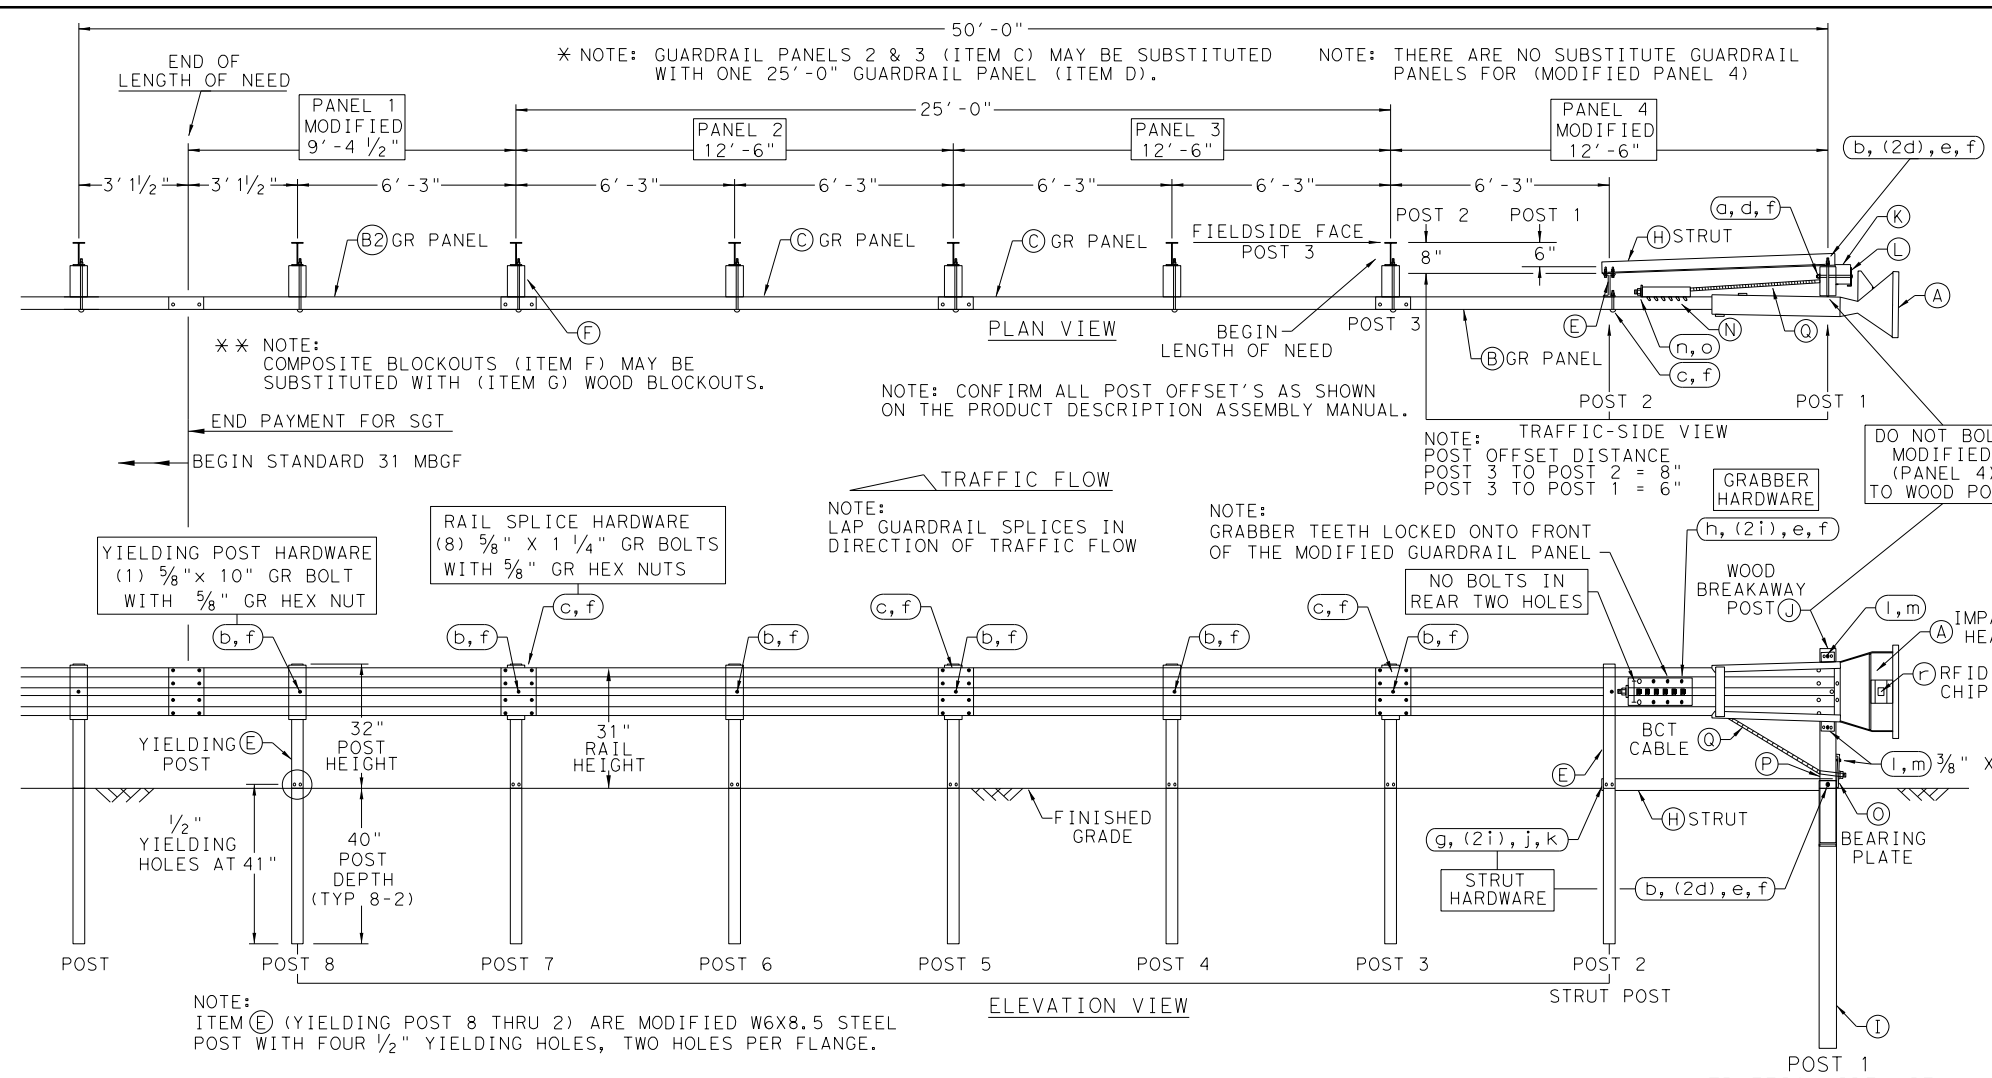 50'-0"
* NOTE: GUARDRAIL PANELS 2 & 3 (ITEM C) MAY BE SUBSTITUTED
WITH ONE 25'-0" GUARDRAIL PANEL (ITEM D).
NOTE: THERE ARE NO SUBSTITUTE GUARDRAIL
PANELS FOR (MODIFIED PANEL 4)
END OF
LENGTH OF NEED
PANEL 1
MODIFIED
9'-4 1/2"
25'-0"
PANEL 2
12'-6"
PANEL 3
12'-6"
PANEL 4
MODIFIED
12'-6"
b, (2d), e, f
3' 1/2"
3' 1/2"
6'-3"
6'-3"
6'-3"
6'-3"
6'-3"
6'-3"
POST 2
POST 1
a, d, f
K
B2 GR PANEL
C GR PANEL
C GR PANEL
FIELDSIDE FACE
POST 3
8"
6"
H STRUT
L
A
F
PLAN VIEW
BEGIN
LENGTH OF NEED
POST 3
E
N
Q
n, o
B GR PANEL
c, f
** NOTE:
COMPOSITE BLOCKOUTS (ITEM F) MAY BE
SUBSTITUTED WITH (ITEM G) WOOD BLOCKOUTS.
NOTE: CONFIRM ALL POST OFFSET'S AS SHOWN
ON THE PRODUCT DESCRIPTION ASSEMBLY MANUAL.
POST 2
POST 1
END PAYMENT FOR SGT
TRAFFIC-SIDE VIEW
NOTE:
POST OFFSET DISTANCE
POST 3 TO POST 2 = 8"
POST 3 TO POST 1 = 6"
DO NOT BOL
MODIFIED
(PANEL 4)
TO WOOD PO
BEGIN STANDARD 31 MBGF
TRAFFIC FLOW
NOTE:
LAP GUARDRAIL SPLICES IN
DIRECTION OF TRAFFIC FLOW
GRABBER
HARDWARE
NOTE:
GRABBER TEETH LOCKED ONTO FRONT
OF THE MODIFIED GUARDRAIL PANEL
h, (2i), e, f
YIELDING POST HARDWARE
(1) 5/8"x 10" GR BOLT
WITH 5/8" GR HEX NUT
RAIL SPLICE HARDWARE
(8) 5/8" X 1 1/4" GR BOLTS
WITH 5/8" GR HEX NUTS
NO BOLTS IN
REAR TWO HOLES
WOOD
BREAKAWAY
POST J
b, f
b, f
c, f
b, f
c, f
b, f
b, f
c, f
b, f
l, m
A IMPA
HEA
r RFID
CHIP
32"
POST
HEIGHT
31"
RAIL
HEIGHT
YIELDING E
POST
BCT
CABLE
Q
E
P
l, m 3/8" X
1/2"
YIELDING
HOLES AT 41"
40"
POST
DEPTH
(TYP 8-2)
FINISHED
GRADE
H STRUT
O
BEARING
PLATE
g, (2i), j, k
STRUT
HARDWARE
b, (2d), e, f
POST
POST 8
POST 7
POST 6
POST 5
POST 4
POST 3
POST 2
STRUT POST
ELEVATION VIEW
NOTE:
ITEM E (YIELDING POST 8 THRU 2) ARE MODIFIED W6X8.5 STEEL
POST WITH FOUR 1/2" YIELDING HOLES, TWO HOLES PER FLANGE.
I
POST 1